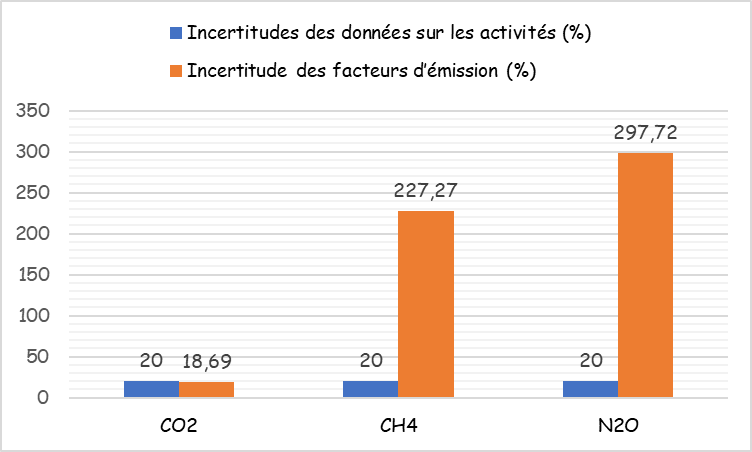 Incertitudes des données sur les activités (%)
Incertitude des facteurs d’émission (%)
350
300
250
200
150
100
50
0
20
18,69
20
227,27
20
297,72
CO2
CH4
N2O